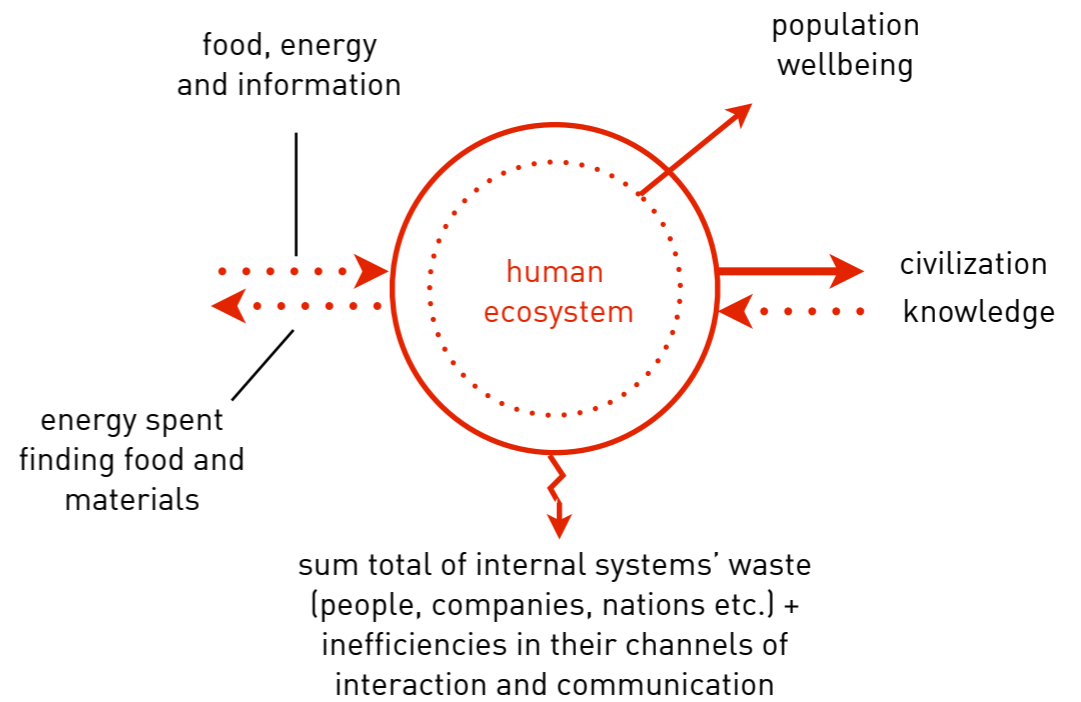 food, energy
and information
population
wellbeing
human
ecosystem
civilization
knowledge
energy spent
finding food and
materials
sum total of internal systems’ waste
(people, companies, nations etc.) +
inefficiencies in their channels of
interaction and communication